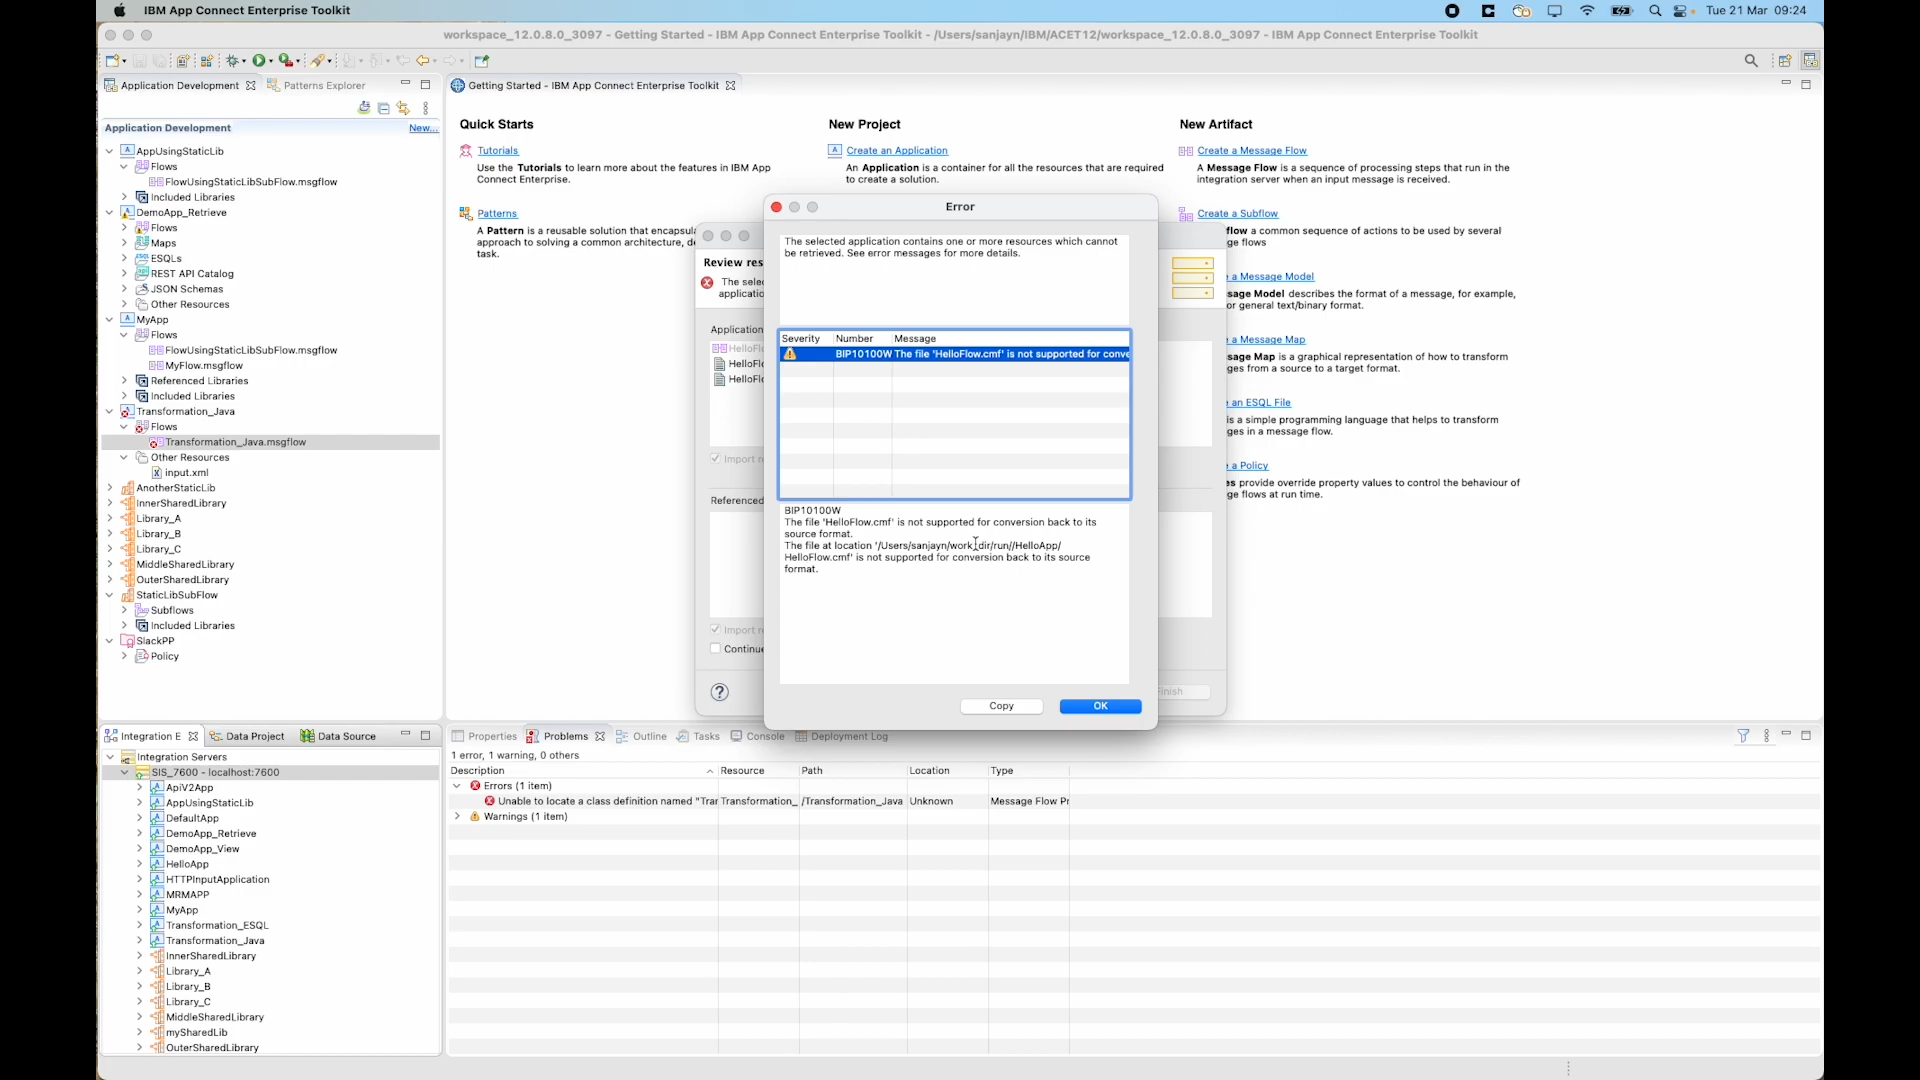 IBM App Connect Enterprise Toolkit
Tue 21 Mar 09:24
workspace_12.0.8.0_3097 - Getting Started - IBM App Connect Enterprise Toolkit - /Users/sanjayn/IBM/ACET12/workspace_12.0.8.0_3097 - IBM App Connect Enterprise Toolkit
Application Development
Patterns Explorer
Getting Started - IBM App Connect Enterprise Toolkit
Application Development
New...
AppUsingStaticLib
Flows
FlowUsingStaticLibSubFlow.msgflow
Included Libraries
DemoApp_Retrieve
Flows
Maps
ESQLs
REST API Catalog
JSON Schemas
Other Resources
MyApp
Flows
FlowUsingStaticLibSubFlow.msgflow
MyFlow.msgflow
Referenced Libraries
Included Libraries
Transformation_Java
Flows
Transformation_Java.msgflow
Other Resources
input.xml
AnotherStaticLib
InnerSharedLibrary
Library_A
Library_B
Library_C
MiddleSharedLibrary
OuterSharedLibrary
StaticLibSubFlow
Subflows
Included Libraries
SlackPP
Policy
Quick Starts
Tutorials
Use the Tutorials to learn more about the features in IBM App
Connect Enterprise.
Patterns
A Pattern is a reusable solution that encapsula
approach to solving a common architecture, de
task.
New Project
Create an Application
An Application is a container for all the resources that are required
to create a solution.
New Artifact
Create a Message Flow
A Message Flow is a sequence of processing steps that run in the
integration server when an input message is received.
Create a Subflow
flow a common sequence of actions to be used by several
ge flows
e a Message Model
sage Model describes the format of a message, for example,
or general text/binary format.
e a Message Map
sage Map is a graphical representation of how to transform
ges from a source to a target format.
e an ESQL File
is a simple programming language that helps to transform
ges in a message flow.
e a Policy
es provide override property values to control the behaviour of
ge flows at run time.
Review res
The selec
applicatio
Application
HelloFlo
HelloFlo
HelloFlo
Import re
Referenced
Import re
Continue
Finish
Error
The selected application contains one or more resources which cannot
be retrieved. See error messages for more details.
Severity Number Message
BIP10100W The file 'HelloFlow.cmf' is not supported for conve
BIP10100W
The file 'HelloFlow.cmf' is not supported for conversion back to its
source format.
The file at location '/Users/sanjayn/work_dir/run//HelloApp/
HelloFlow.cmf' is not supported for conversion back to its source
format.
Copy
OK
Integration E
Data Project
Data Source
Integration Servers
SIS_7600 - localhost:7600
ApiV2App
AppUsingStaticLib
DefaultApp
DemoApp_Retrieve
DemoApp_View
HelloApp
HTTPInputApplication
MRMAPP
MyApp
Transformation_ESQL
Transformation_Java
InnerSharedLibrary
Library_A
Library_B
Library_C
MiddleSharedLibrary
mySharedLib
OuterSharedLibrary
Properties
Problems
Outline
Tasks
Console
Deployment Log
1 error, 1 warning, 0 others
Description Resource Path Location Type
Errors (1 item)
Unable to locate a class definition named "Trar Transformation_ /Transformation_Java Unknown Message Flow Pr
Warnings (1 item)